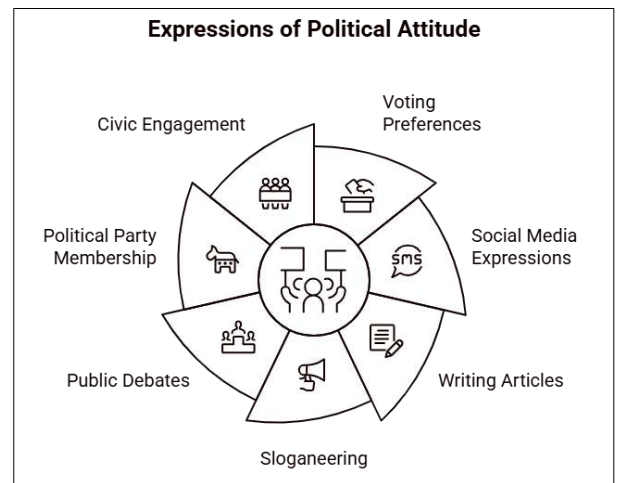 Expressions of Political Attitude
Civic Engagement
Voting
Preferences
Political Party
Membership
Social Media
Expressions
SMS
Public Debates
Writing Articles
Sloganeering